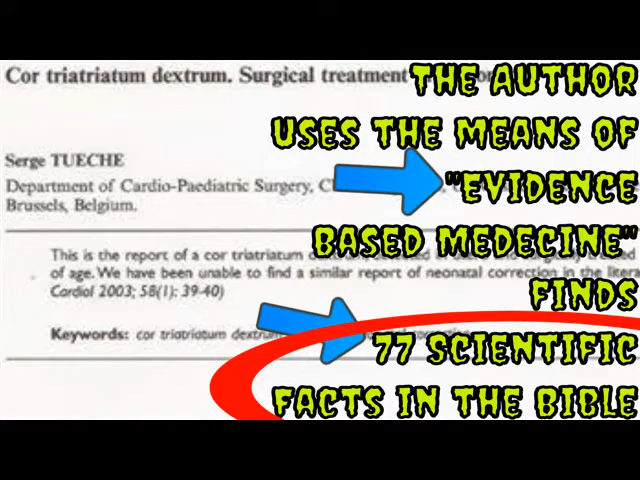 Cor triatriatum dextrum. Surgical treatment
THE AUTHOR
USES THE MEANS OF
Serge TUECHE
"EVIDENCE
Department of Cardio-Paediatric Surgery,
Brussels, Belgium.
BASED MEDECINE"
This is the report of a cor triatriatum
of age. We have been unable to find a similar report of neonatal correction in the
FINDS
Cardiol 2003; 58(1): 39-40)
Keywords: cor triatriatum dextrum
77 SCIENTIFIC
FACTS IN THE BIBLE